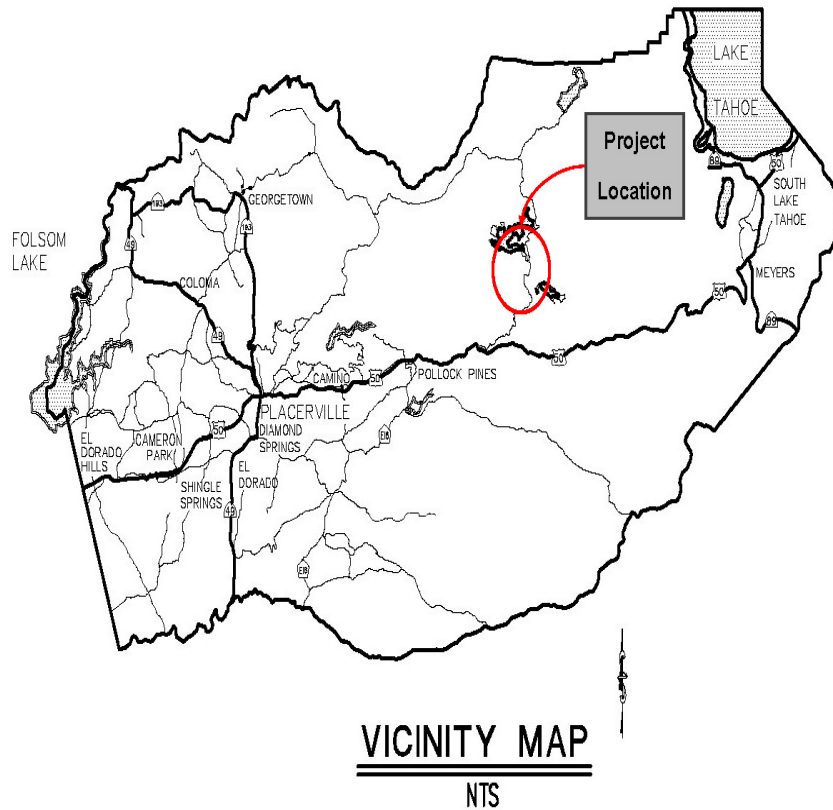 LAKE
TAHOE
Project
Location
89
50
SOUTH
LAKE
TAHOE
GEORGETOWN
193
193
FOLSOM
LAKE
49
COLOMA
MEYERS
50
89
49
50
CAMINO
50
POLLOCK PINES
PLACERVILLE
DIAMOND
SPRINGS
E16
EL
DORADO
HILLS
CAMERON
PARK
50
SHINGLE
SPRINGS
EL
DORADO
49
E16
VICINITY MAP
NTS